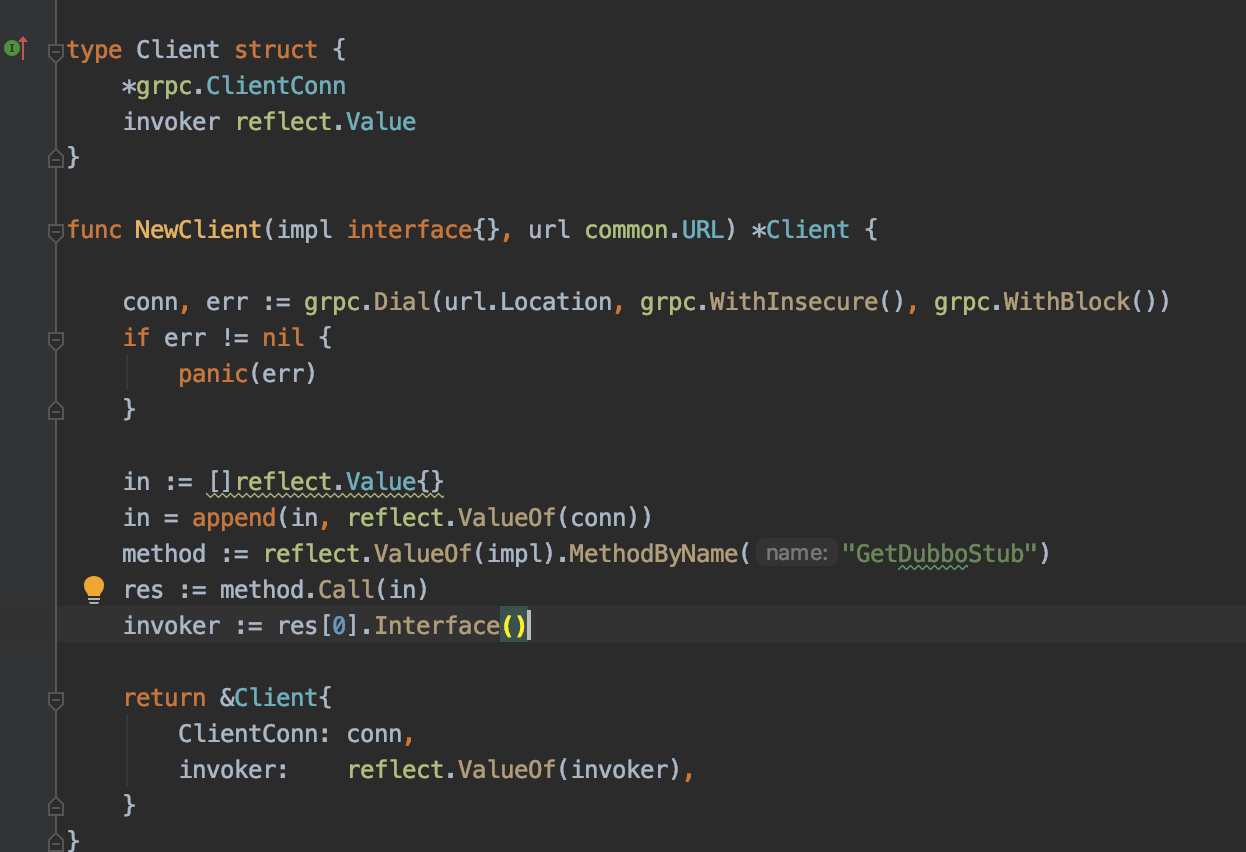 type Client struct {
    *grpc.ClientConn
    invoker reflect.Value
}
func NewClient(impl interface{}, url common.URL) *Client {
    conn, err := grpc.Dial(url.Location, grpc.WithInsecure(), grpc.WithBlock())
    if err != nil {
        panic(err)
    }
    in := []reflect.Value{}
    in = append(in, reflect.ValueOf(conn))
    method := reflect.ValueOf(impl).MethodByName( name: "GetDubboStub")
    res := method.Call(in)
    invoker := res[0].Interface()
    return &Client{
        ClientConn: conn,
        invoker:    reflect.ValueOf(invoker),
    }
}